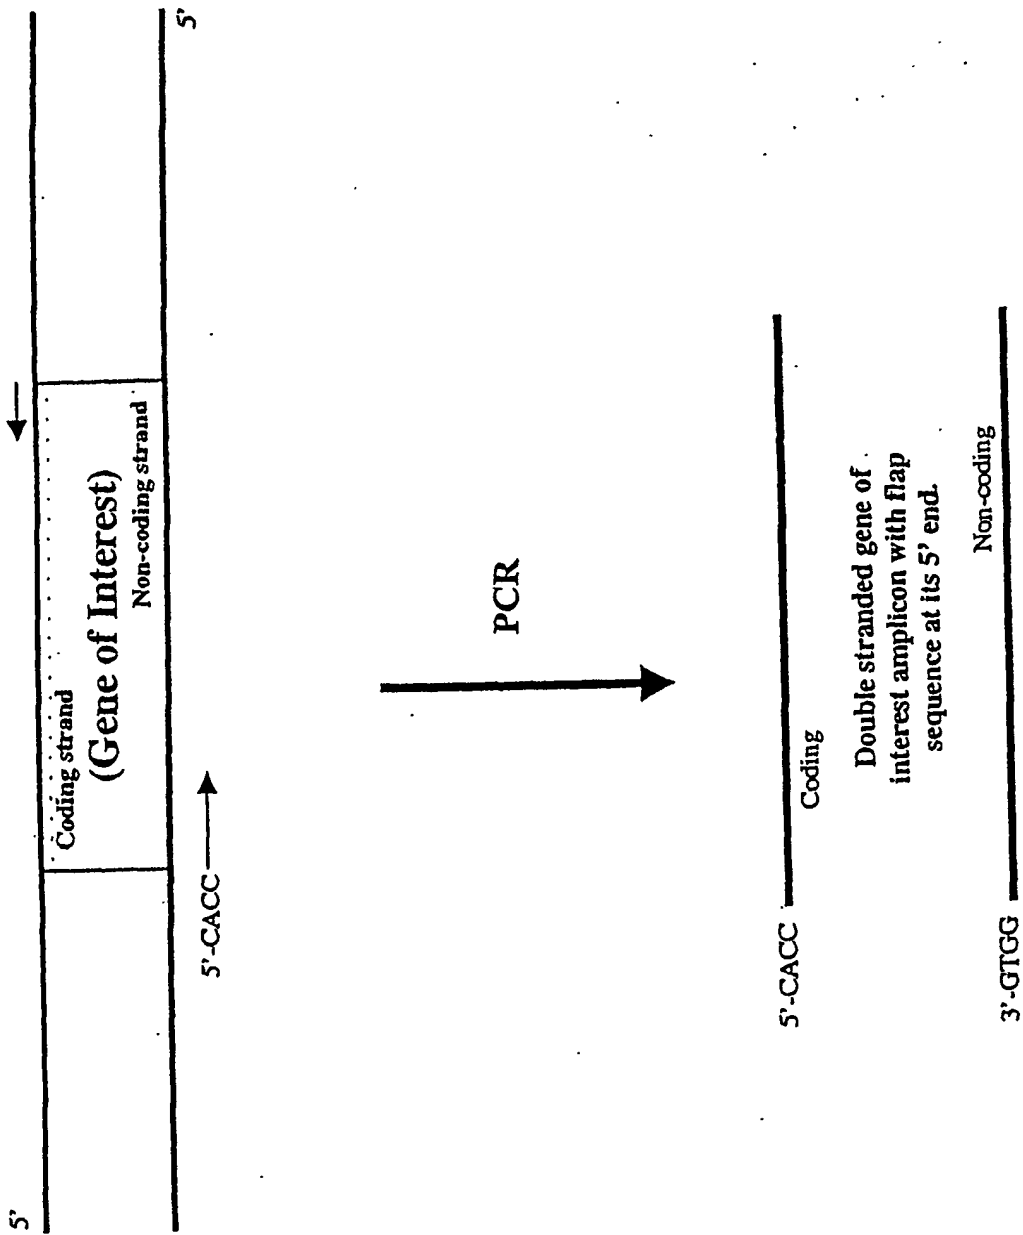 5'
5'
Coding strand
(Gene of Interest)
Non-coding strand
5'-CACC
PCR
5'-CACC
Coding
Double stranded gene of
interest amplicon with flap
sequence at its 5' end.
Non-coding
3'-GTGG